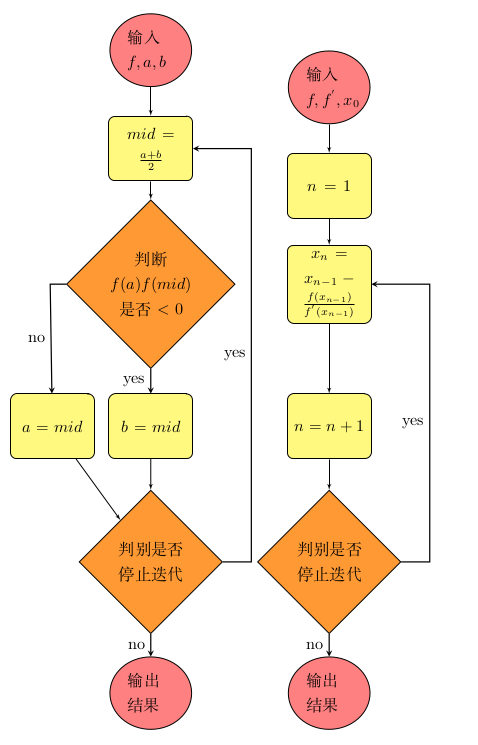 输入
f, a, b
mid =
\frac{a+b}{2}
判断
f(a)f(mid)
是否 < 0
no
yes
yes
a = mid
b = mid
判别是否
停止迭代
no
输出
结果
输入
f, f', x_0
n = 1
x_n =
x_{n-1} −
\frac{f(x_{n-1})}{f'(x_{n-1})}
n = n + 1
yes
判别是否
停止迭代
no
输出
结果